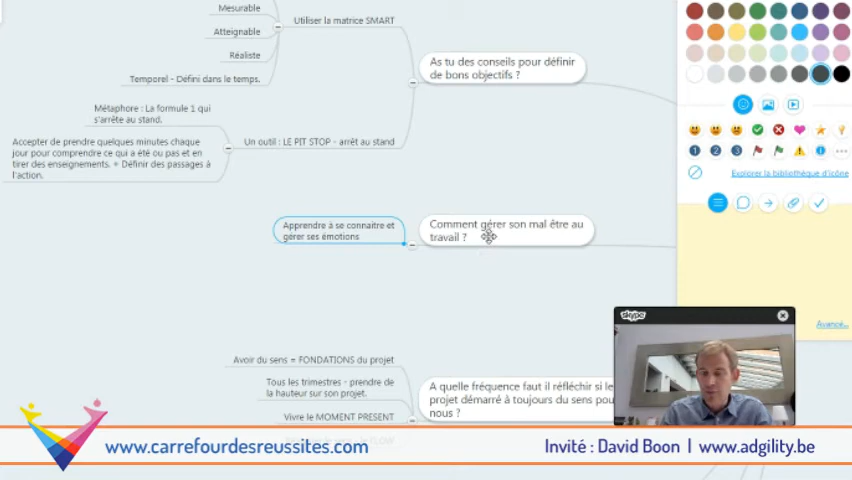 Mesurable
Utiliser la matrice SMART
Atteignable
Réaliste
Temporel - Défini dans le temps.
As tu des conseils pour définir
de bons objectifs ?
Métaphore : La formule 1 qui
s'arrête au stand.
Accepter de prendre quelques minutes chaque
jour pour comprendre ce qui a été ou pas et en
tirer des enseignements. + Définir des passages à
l'action.
Un outil : LE PIT STOP - arrêt au stand
Apprendre à se connaitre et
gérer ses émotions
Comment gérer son mal être au
travail ?
Avoir du sens = FONDATIONS du projet
Tous les trimestres - prendre de
la hauteur sur son projet.
Vivre le MOMENT PRESENT
A quelle fréquence faut il réfléchir si le
projet démarré à toujours du sens pou
nous ?
1 2 3
Explorer la bibliothèque d'icône
Avancé...
skype
www.carrefourdesreussites.com
Invité : David Boon | www.adgility.be